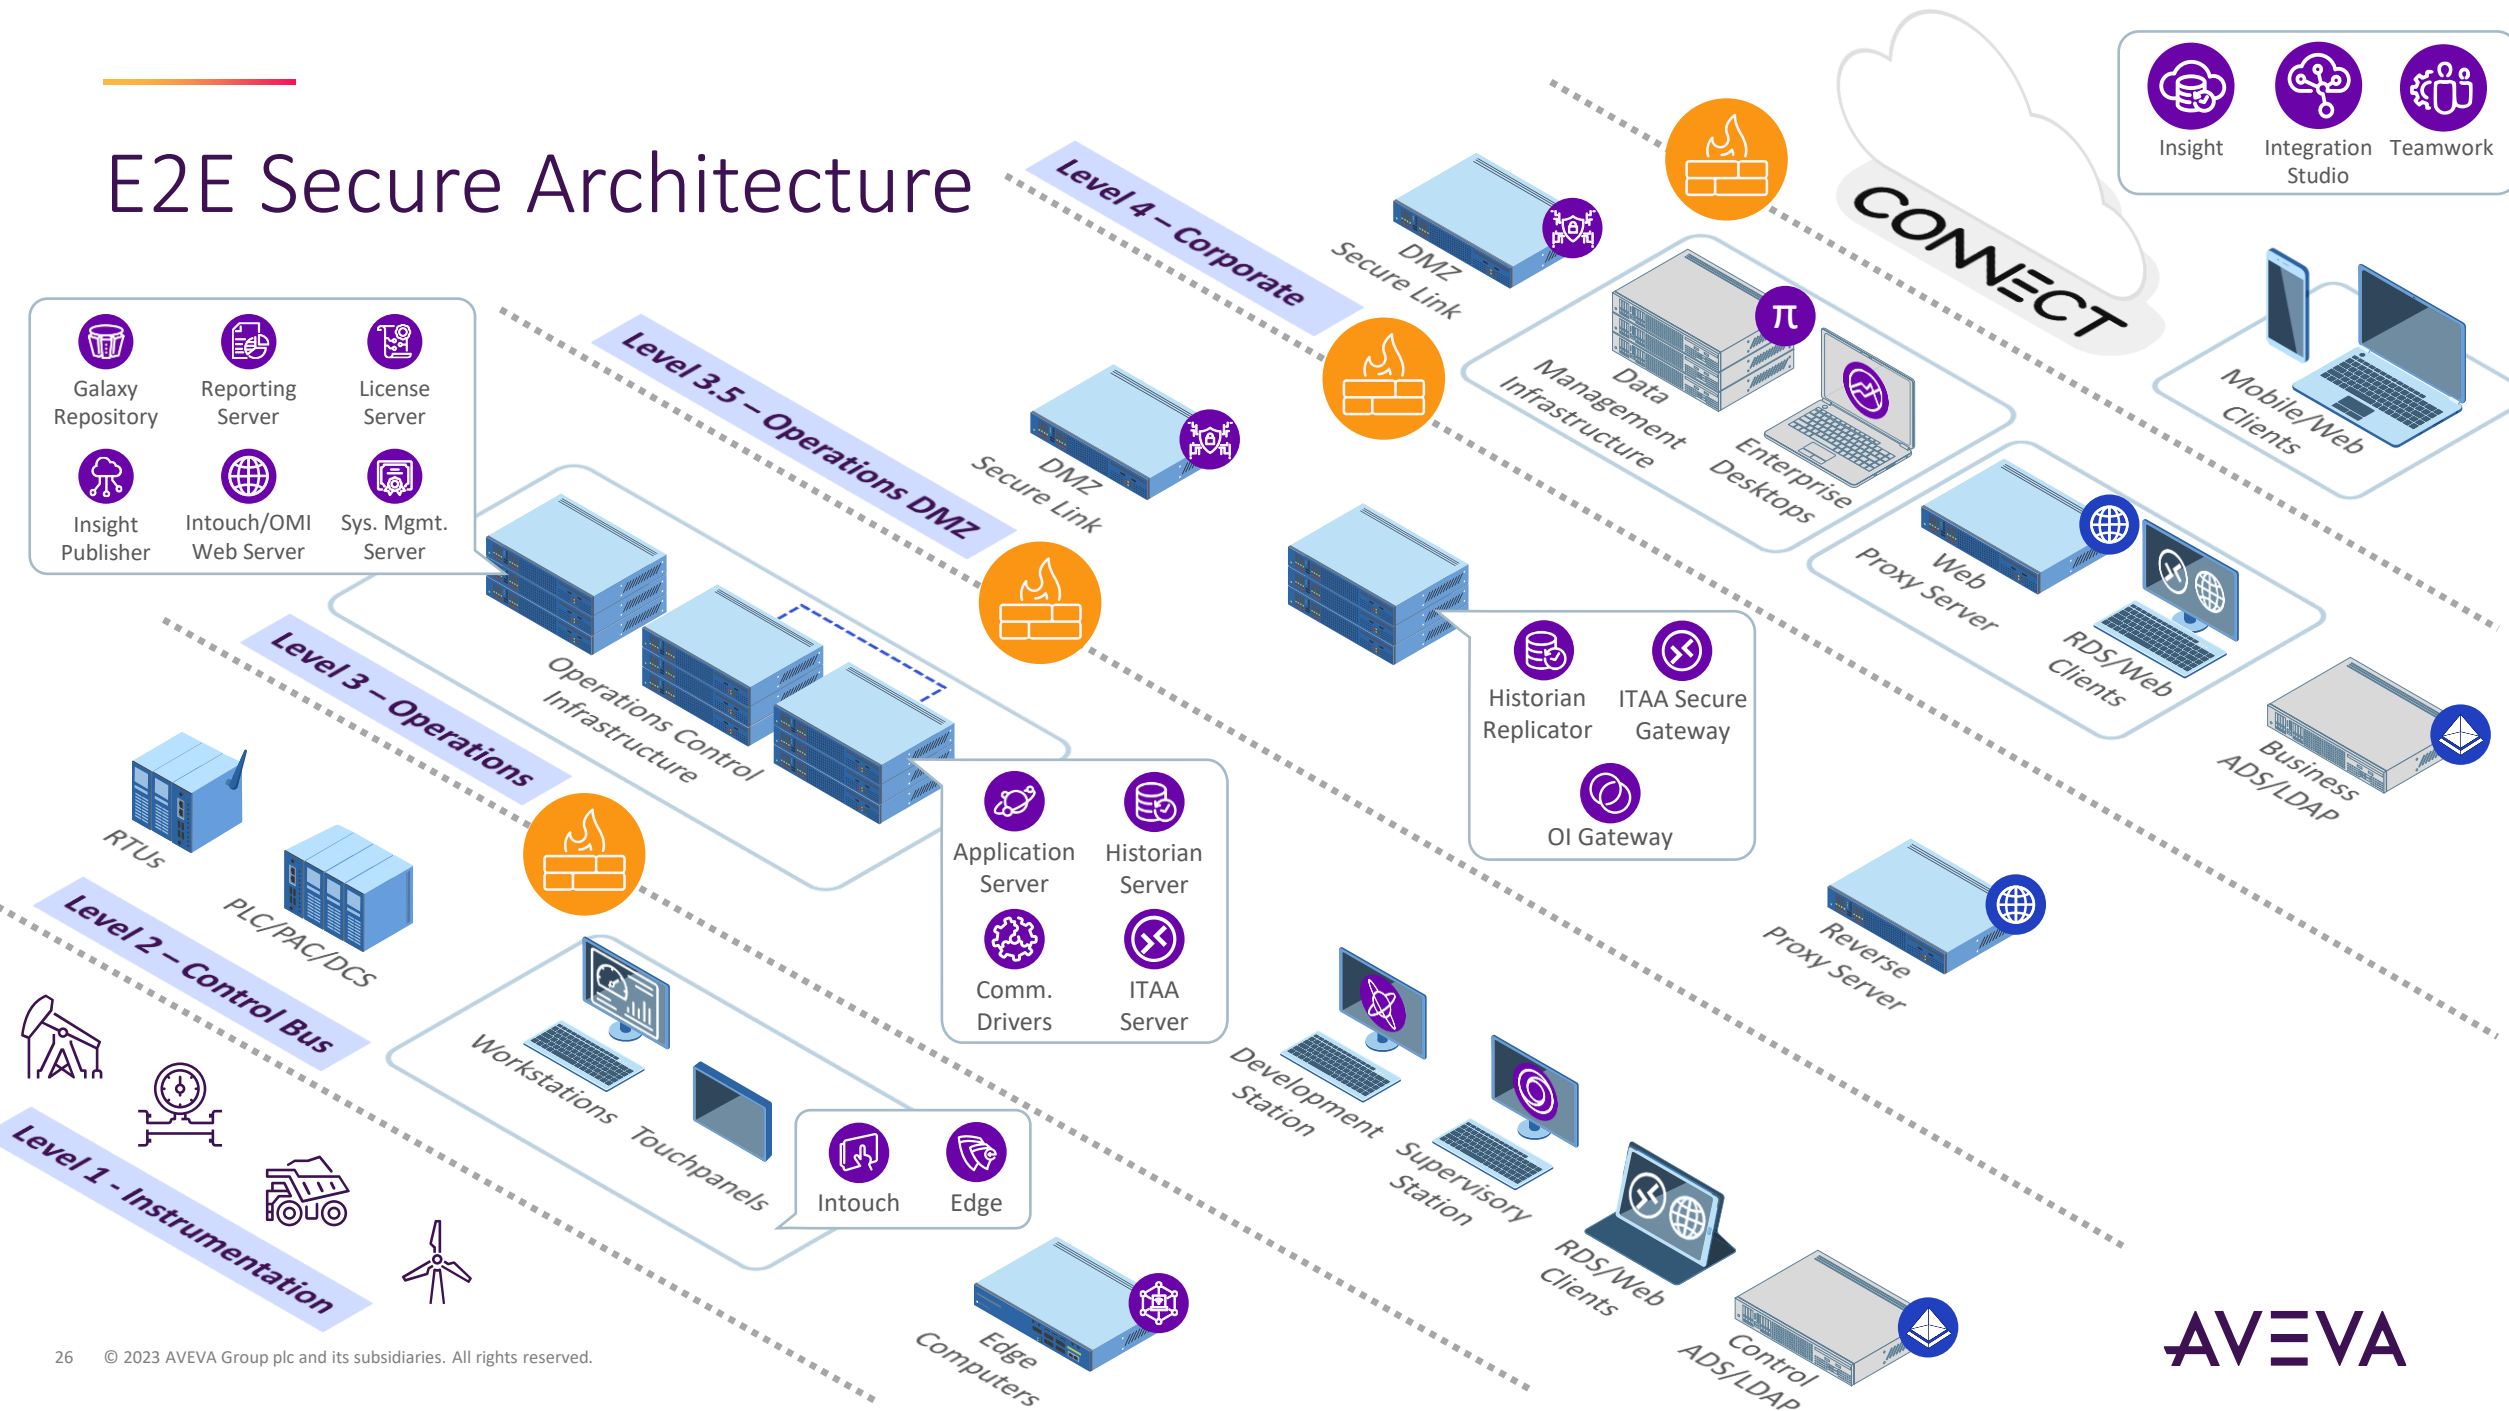 E2E Secure Architecture
Insight
Integration
Studio
Teamwork
CONNECT
Mobile/Web
Clients
Level 4 – Corporate
DMZ
Secure Link
Data
Management
Infrastructure
Enterprise
Desktops
π
Web
Proxy Server
RDS/Web
Clients
Business
ADS/LDAP
Level 3.5 – Operations DMZ
DMZ
Secure Link
Historian
Replicator
ITAA Secure
Gateway
OI Gateway
Reverse
Proxy Server
Galaxy
Repository
Reporting
Server
License
Server
Insight
Publisher
Intouch/OMI
Web Server
Sys. Mgmt.
Server
Level 3 – Operations
Operations Control
Infrastructure
Application
Server
Historian
Server
Comm.
Drivers
ITAA
Server
Development
Station
Supervisory
Station
RDS/Web
Clients
Control
ADS/LDAP
RTUs
PLC/PAC/DCS
Level 2 – Control Bus
Workstations
Touchpanels
Intouch
Edge
Edge
Computers
Level 1 - Instrumentation
26
© 2023 AVEVA Group plc and its subsidiaries. All rights reserved.
AVEVA